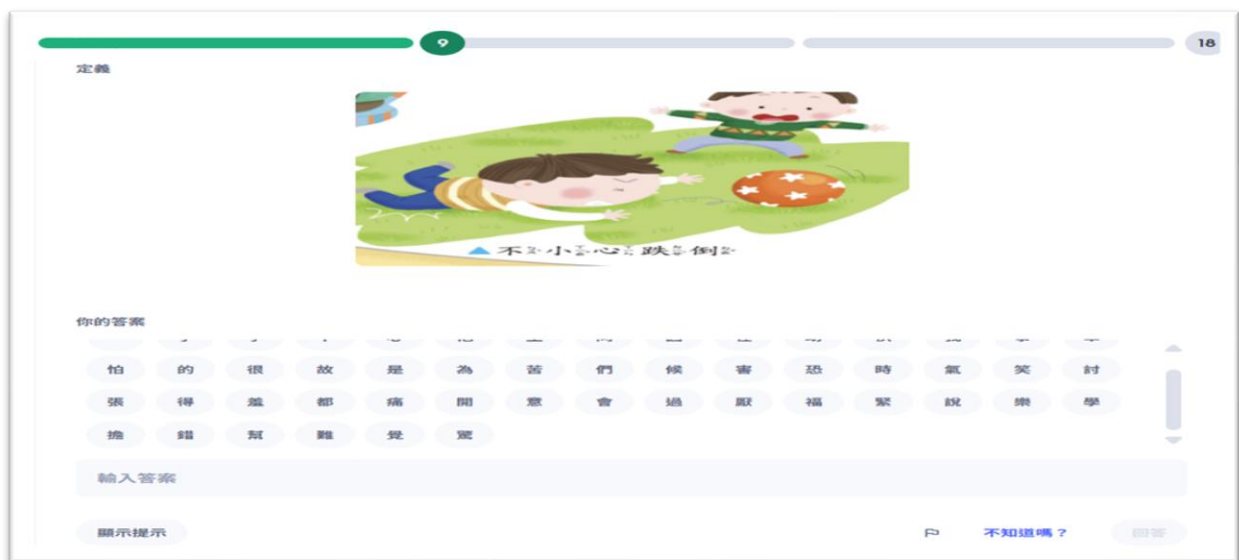 9 18
定義
▲不小心跌倒
你的答案
怕 的 很 故 是 為 苦 們 候 害 恐 時 氣 笑 討
張 得 羞 都 痛 開 意 會 過 厭 福 緊 說 樂 學
擔 錯 幫 難 覺 驚
輸入答案
顯示提示 不知道嗎？ 回答